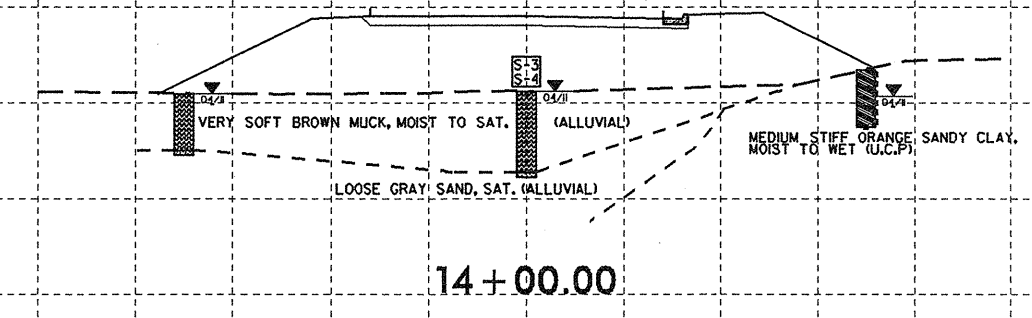 S-3
S-4
04/11
04/11
04/11
VERY SOFT BROWN MUCK, MOIST TO SAT. (ALLUVIAL)
MEDIUM STIFF ORANGE SANDY CLAY,
MOIST TO WET (U.C.P)
LOOSE GRAY SAND, SAT. (ALLUVIAL)
14+00.00